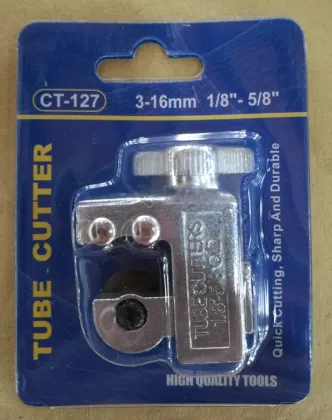 CT-127
3-16mm 1/8"- 5/8"
TUBE CUTTER
TUBE CUTTERS
Quick Cutting, Sharp And Durable
HIGH QUALITY TOOLS